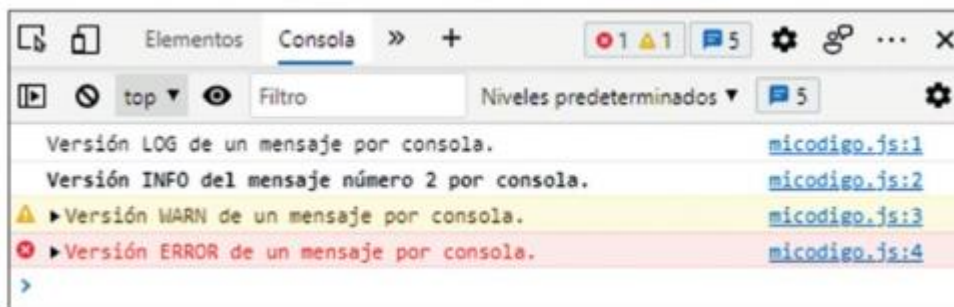 Elementos Consola » + 1 1 5 ... ×
top ▼ Filtro Niveles predeterminados ▼ 5
Versión LOG de un mensaje por consola. micodigo.js:1
Versión INFO del mensaje número 2 por consola. micodigo.js:2
▶Versión WARN de un mensaje por consola. micodigo.js:3
▶Versión ERROR de un mensaje por consola. micodigo.js:4
>